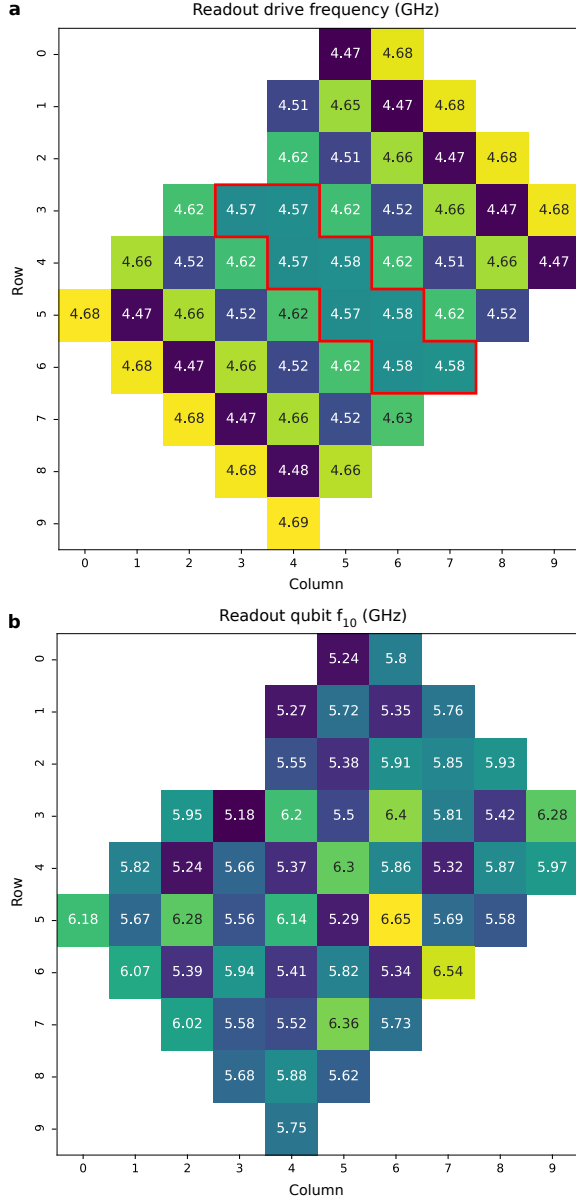 a
Readout drive frequency (GHz)
0 4.47 4.68
1 4.51 4.65 4.47 4.68
2 4.62 4.51 4.66 4.47 4.68
3 4.62 4.57 4.57 4.62 4.52 4.66 4.47 4.68
4 4.66 4.52 4.62 4.57 4.58 4.62 4.51 4.66 4.47
Row
5 4.68 4.47 4.66 4.52 4.62 4.57 4.58 4.62 4.52
6 4.68 4.47 4.66 4.52 4.62 4.58 4.58
7 4.68 4.47 4.66 4.52 4.63
8 4.68 4.48 4.66
9 4.69
0 1 2 3 4 5 6 7 8 9
Column
b
Readout qubit f₁₀ (GHz)
0 5.24 5.8
1 5.27 5.72 5.35 5.76
2 5.55 5.38 5.91 5.85 5.93
3 5.95 5.18 6.2 5.5 6.4 5.81 5.42 6.28
4 5.82 5.24 5.66 5.37 6.3 5.86 5.32 5.87 5.97
Row
5 6.18 5.67 6.28 5.56 6.14 5.29 6.65 5.69 5.58
6 6.07 5.39 5.94 5.41 5.82 5.34 6.54
7 6.02 5.58 5.52 6.36 5.73
8 5.68 5.88 5.62
9 5.75
0 1 2 3 4 5 6 7 8 9
Column